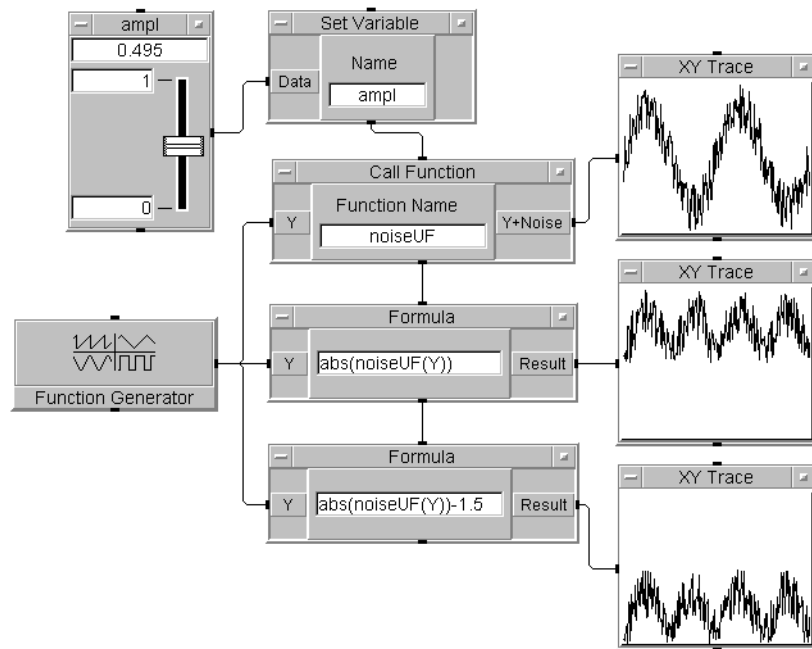 ampl
0.495
1
0
Set Variable
Data
Name
ampl
Call Function
Y
Function Name
noiseUF
Y+Noise
XY Trace
Function Generator
Formula
Y
abs(noiseUF(Y))
Result
XY Trace
Formula
Y
abs(noiseUF(Y))-1.5
Result
XY Trace